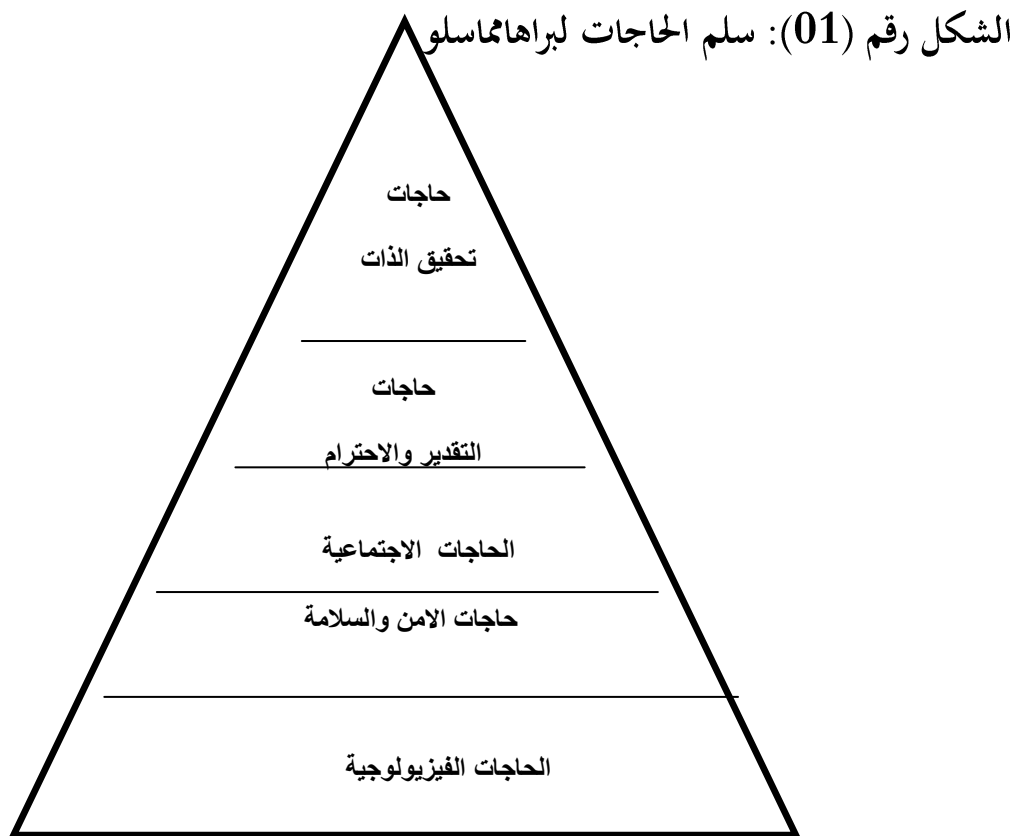 الشكل رقم (01): سلم الحاجات لبراهامماسلو
حاجات
تحقيق الذات
حاجات
التقدير والاحترام
الحاجات الاجتماعية
حاجات الامن والسلامة
الحاجات الفيزيولوجية